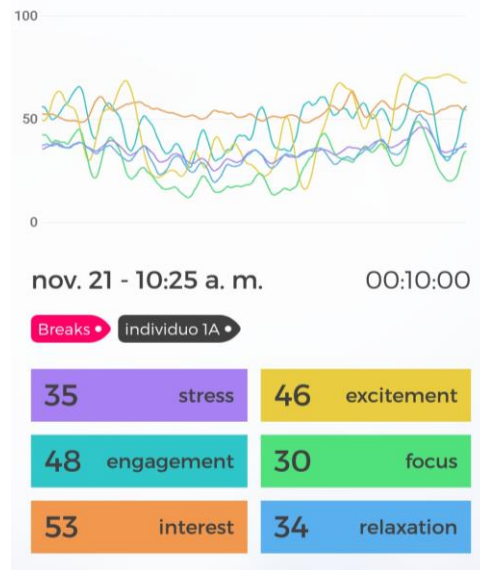 100
50
0
nov. 21 - 10:25 a. m. 00:10:00
Breaks individuo 1A
35 stress 46 excitement
48 engagement 30 focus
53 interest 34 relaxation